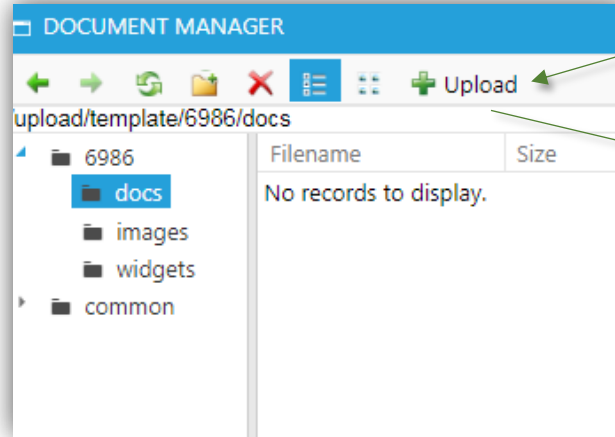 DOCUMENT MANAGER
Upload
/upload/template/6986/docs
6986
Filename Size
docs
No records to display.
images
widgets
common